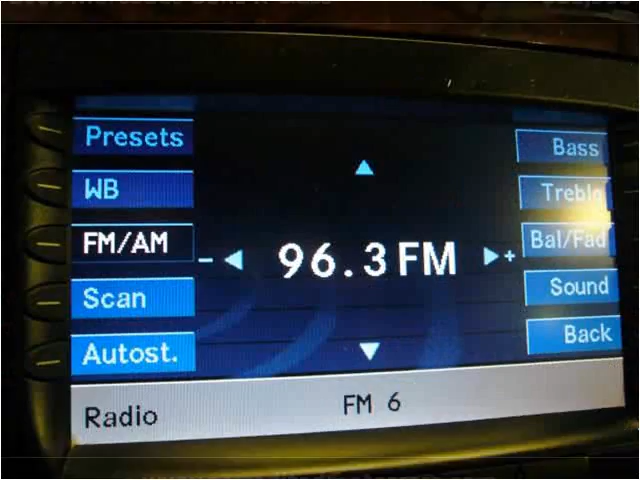 Presets
Bass
WB
Treble
FM/AM
96.3 FM
- +
Bal/Fad
Scan
Sound
Autost.
Back
Radio
FM 6